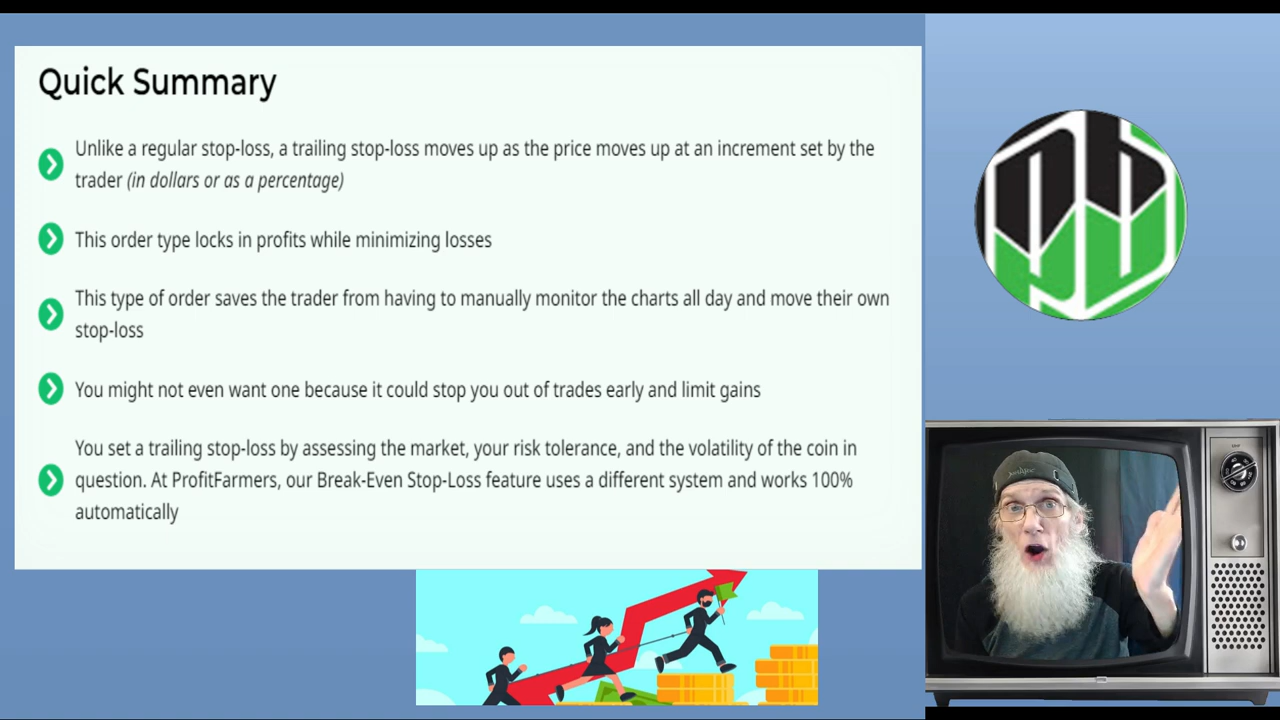 Quick Summary
Unlike a regular stop-loss, a trailing stop-loss moves up as the price moves up at an increment set by the
trader (in dollars or as a percentage)
This order type locks in profits while minimizing losses
This type of order saves the trader from having to manually monitor the charts all day and move their own
stop-loss
You might not even want one because it could stop you out of trades early and limit gains
You set a trailing stop-loss by assessing the market, your risk tolerance, and the volatility of the coin in
question. At ProfitFarmers, our Break-Even Stop-Loss feature uses a different system and works 100%
automatically